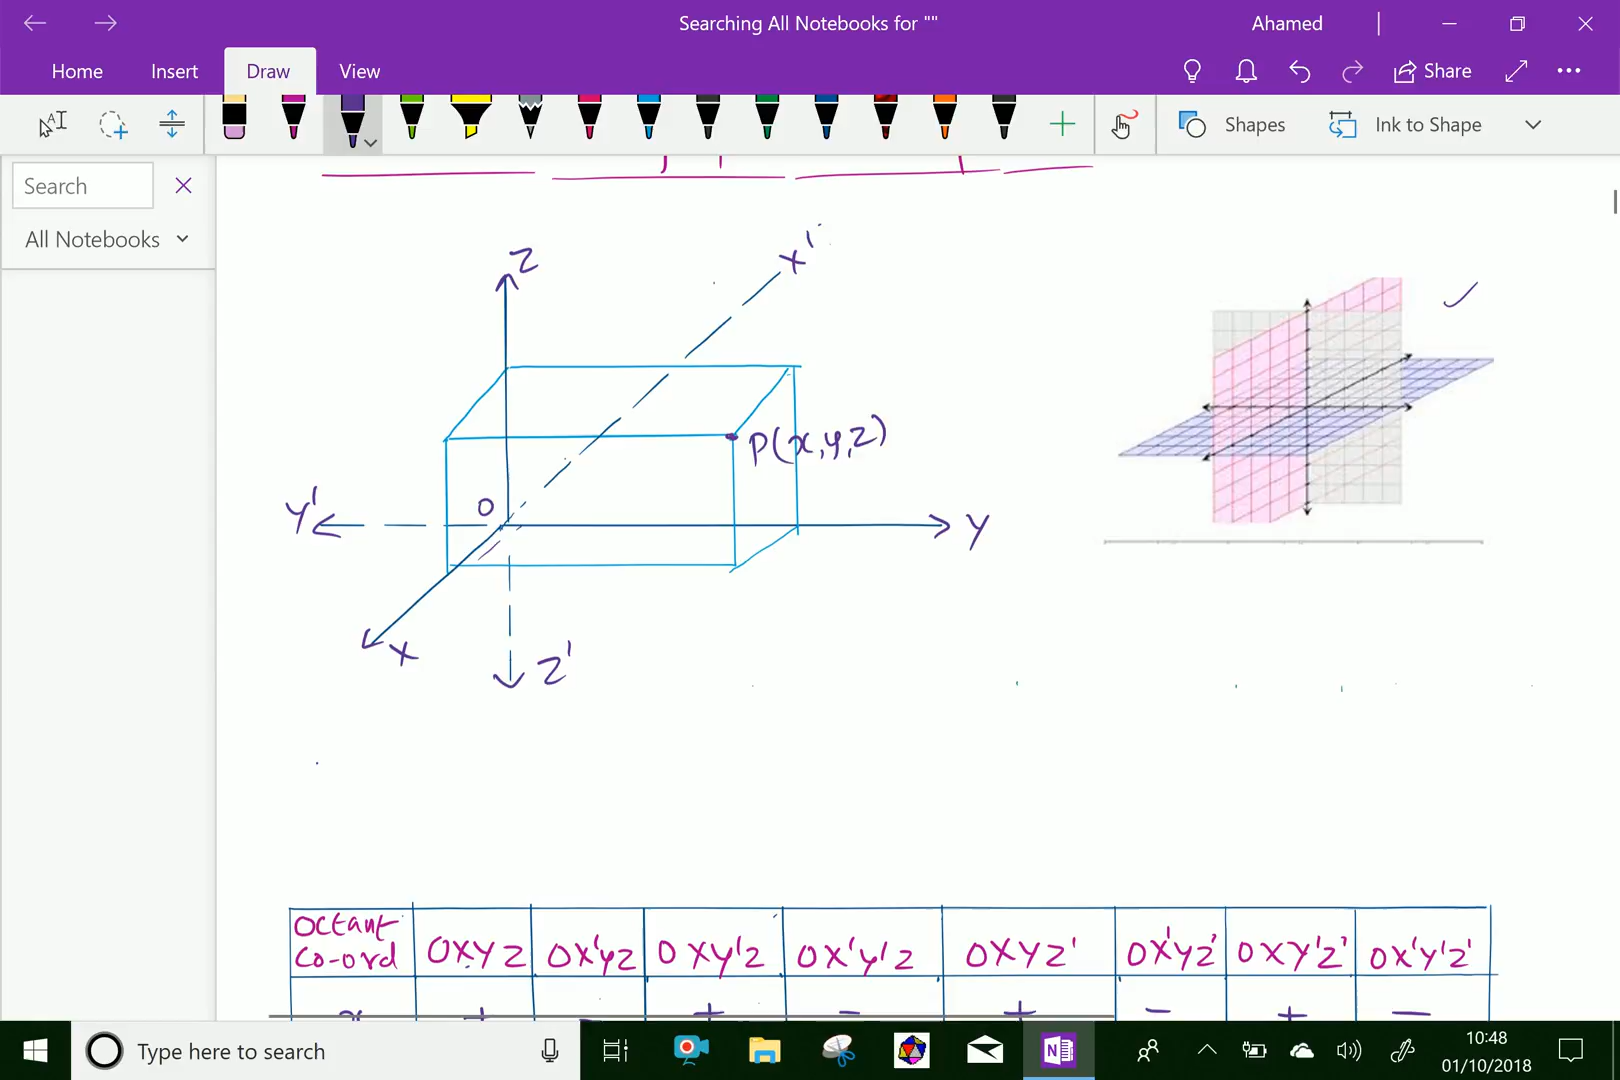 Searching All Notebooks for ""
Ahamed
Home Insert Draw View
Share
Shapes
Ink to Shape
Search
All Notebooks
Z
X'
P(x,y,z)
Y'
O
Y
X
Z'
Octant
Co-ord
OXYZ OX'YZ OXY'Z OX'Y'Z OXYZ' OX'YZ' OXY'Z' OX'Y'Z'
x + - + - + - + -
Type here to search
10:48
01/10/2018